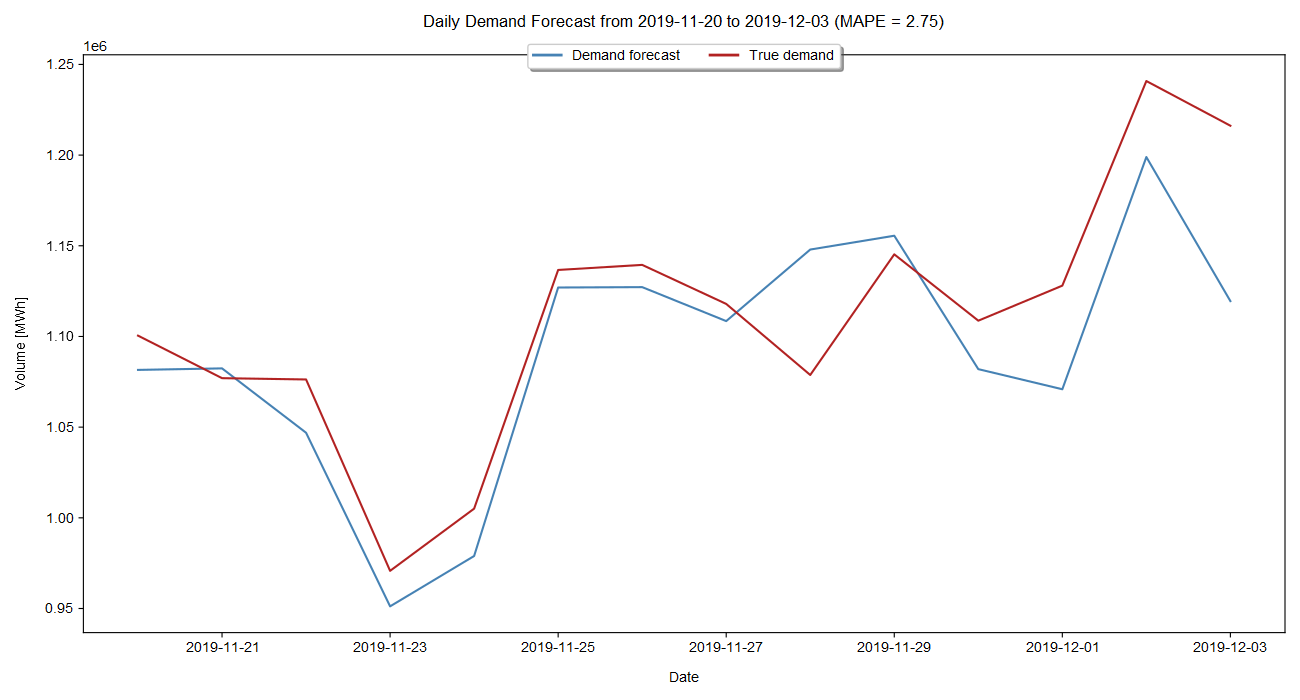 Daily Demand Forecast from 2019-11-20 to 2019-12-03 (MAPE = 2.75)
1e6
Demand forecast True demand
1.25
1.20
1.15
1.10
1.05
1.00
0.95
Volume [MWh]
2019-11-21 2019-11-23 2019-11-25 2019-11-27 2019-11-29 2019-12-01 2019-12-03
Date